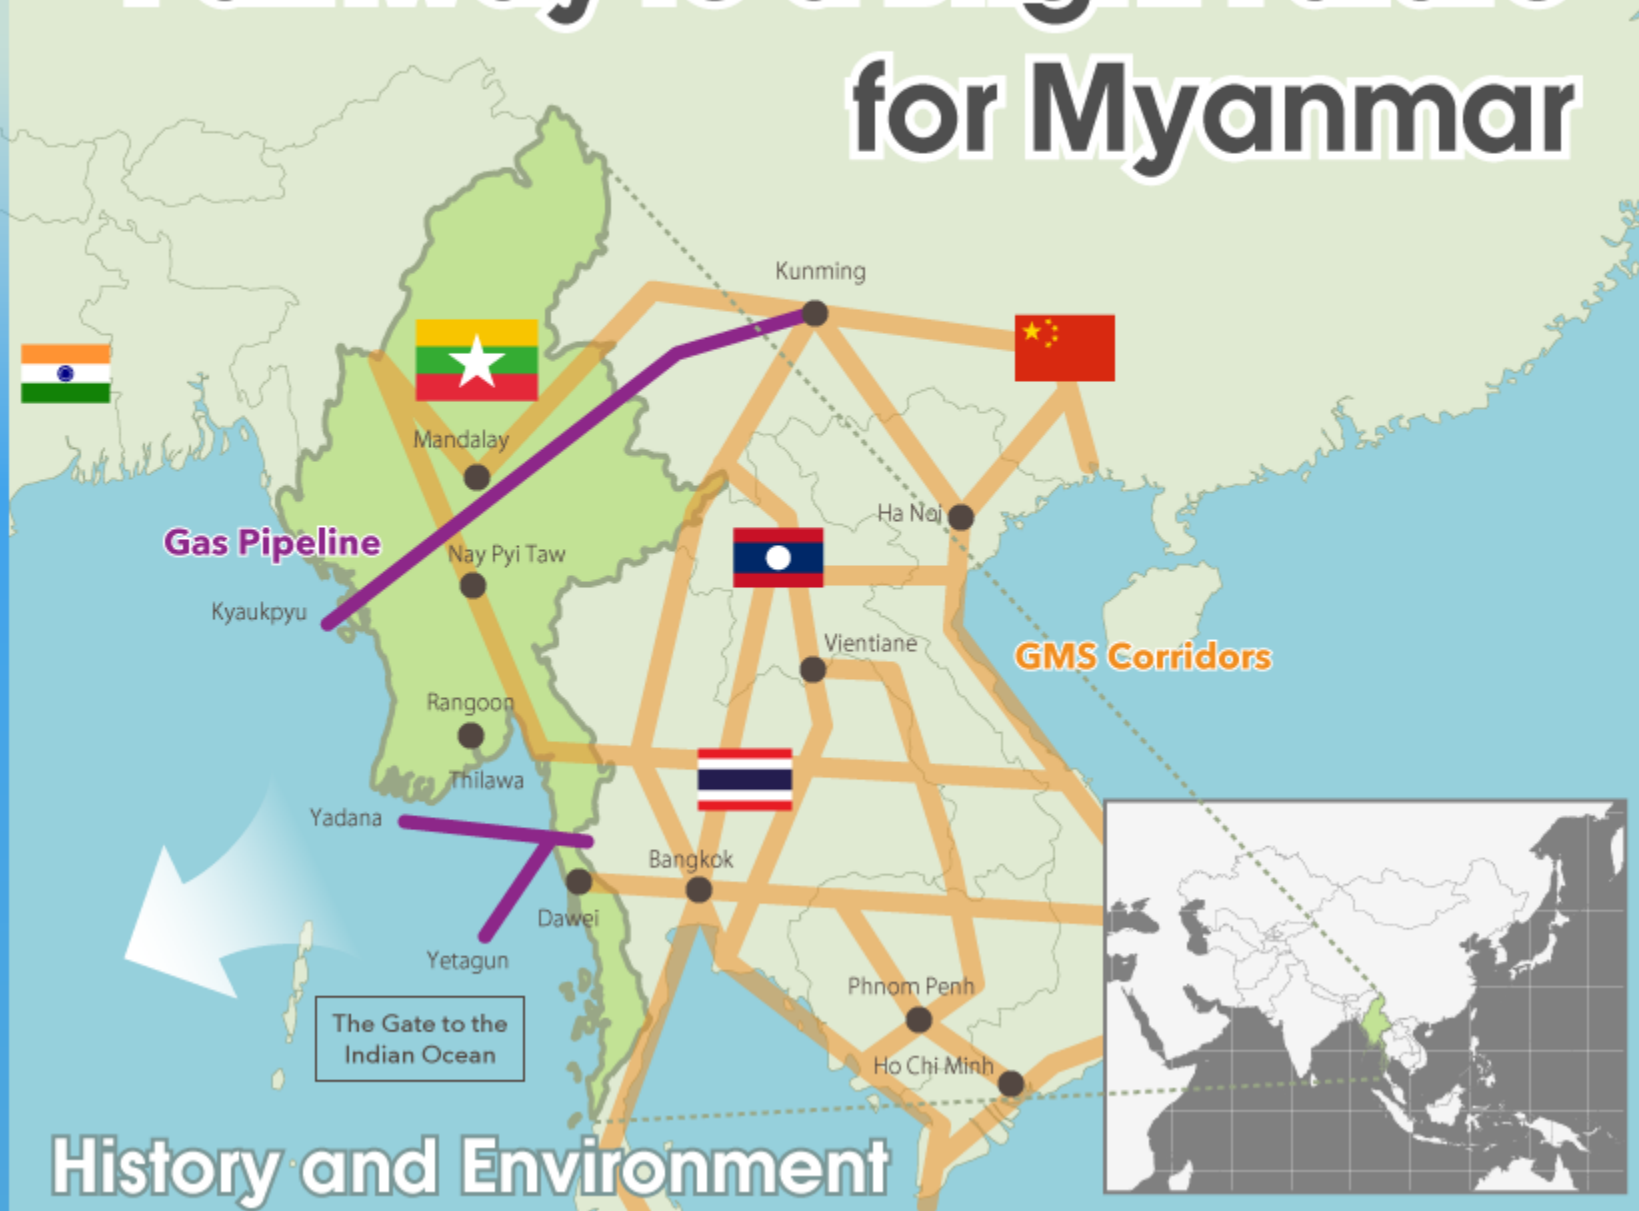 for Myanmar
Kunming
Mandalay
Ha Noi
Gas Pipeline
Nay Pyi Taw
Kyaukpyu
Vientiane
GMS Corridors
Rangoon
Thilawa
Yadana
Bangkok
Dawei
Yetagun
Phnom Penh
The Gate to the
Indian Ocean
Ho Chi Minh
History and Environment